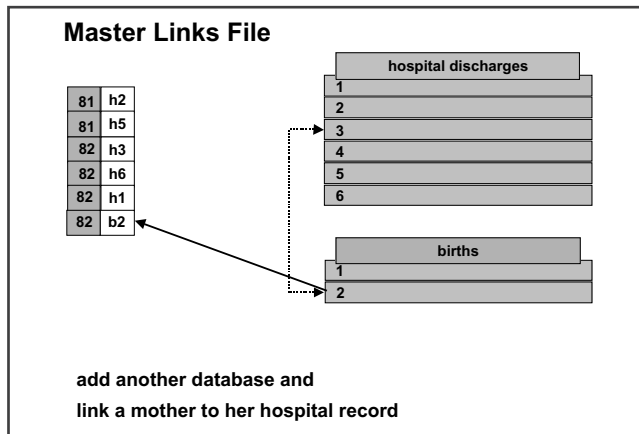 Master Links File
81 h2
81 h5
82 h3
82 h6
82 h1
82 b2
hospital discharges
1
2
3
4
5
6
births
1
2
add another database and
link a mother to her hospital record